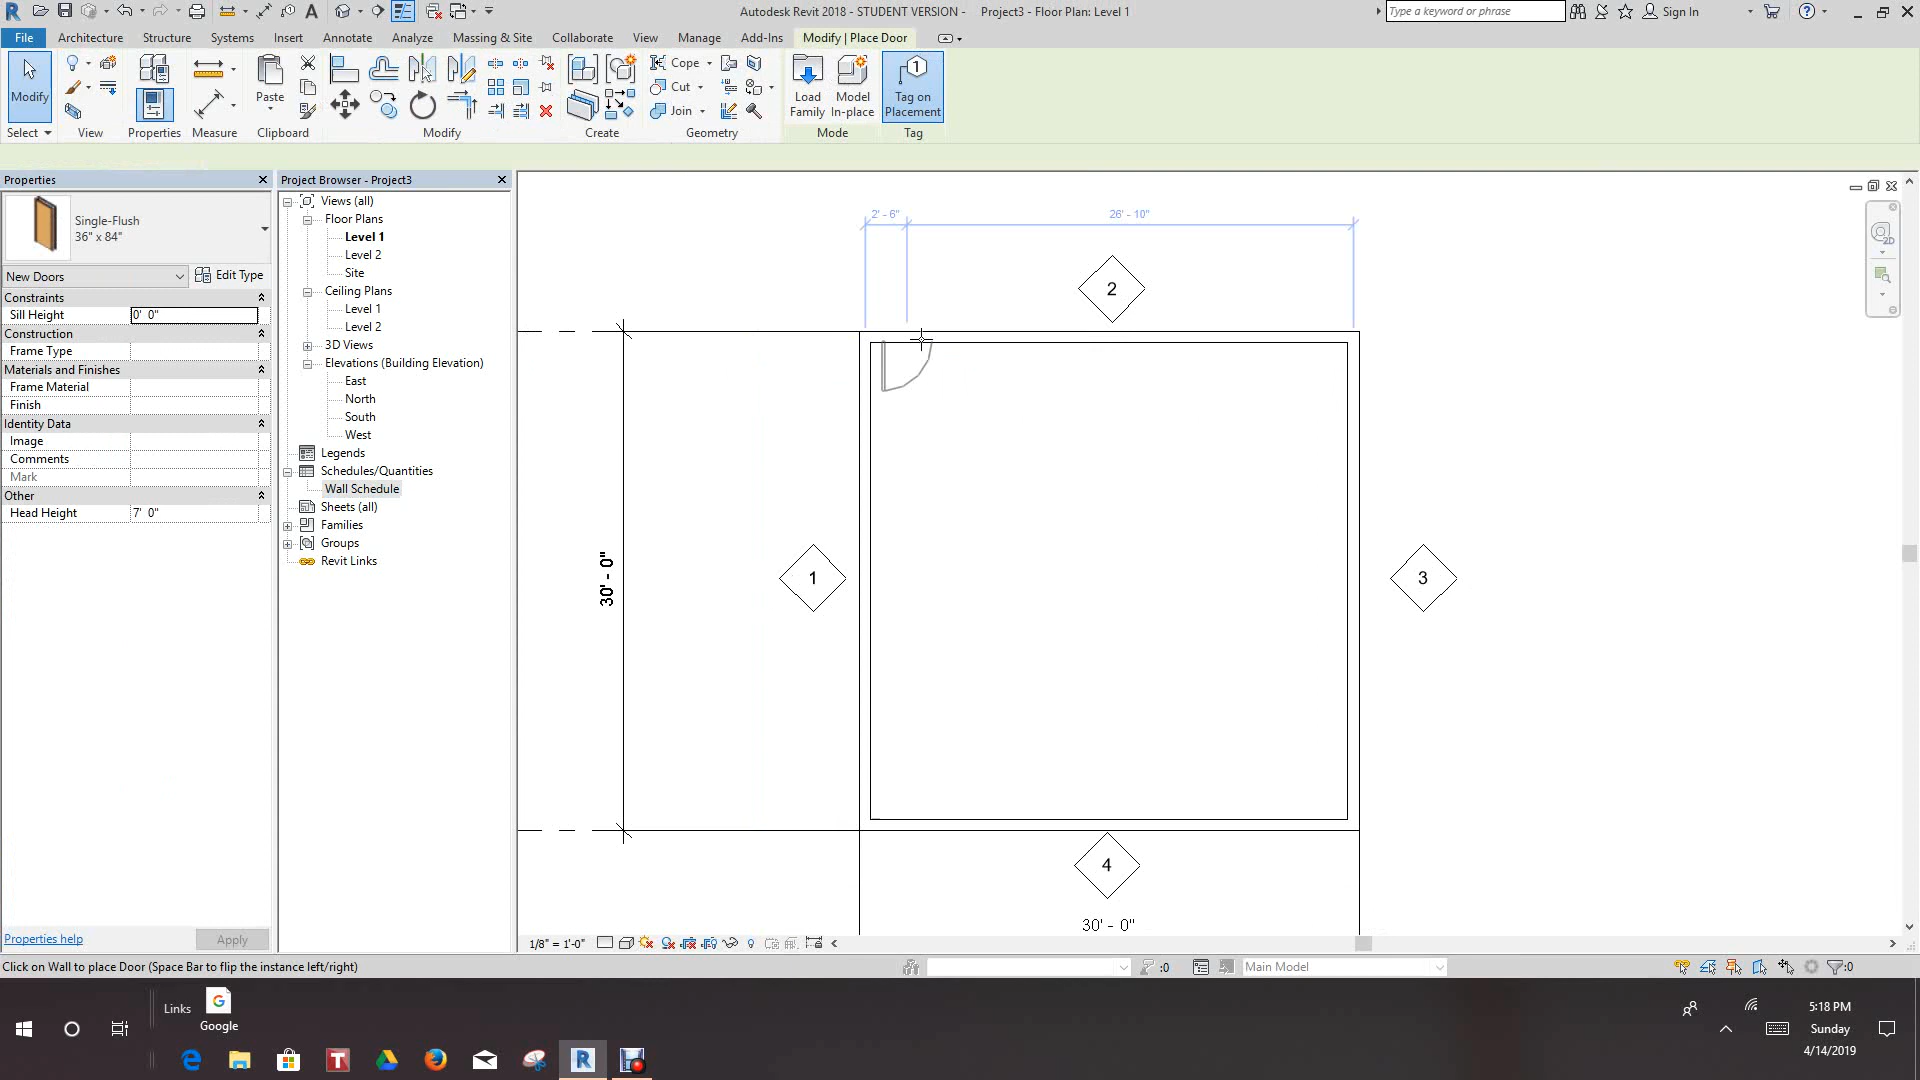 Autodesk Revit 2018 - STUDENT VERSION -    Project3 - Floor Plan: Level 1
Type a keyword or phrase
Sign In
File Architecture Structure Systems Insert Annotate Analyze Massing & Site Collaborate View Manage Add-Ins Modify | Place Door
Modify
Paste
Cope
Cut
Join
Load Family
Model In-place
Tag on Placement
Select View Properties Measure Clipboard Modify Create Geometry Mode Tag
Properties
Single-Flush
36" x 84"
New Doors
Edit Type
Constraints
Sill Height 0' 0"
Construction
Frame Type
Materials and Finishes
Frame Material
Finish
Identity Data
Image
Comments
Mark
Other
Head Height 7' 0"
Properties help
Apply
Project Browser - Project3
Views (all)
Floor Plans
Level 1
Level 2
Site
Ceiling Plans
Level 1
Level 2
3D Views
Elevations (Building Elevation)
East
North
South
West
Legends
Schedules/Quantities
Wall Schedule
Sheets (all)
Families
Groups
Revit Links
2' - 6"
26' - 10"
2
30' - 0"
1
3
4
30' - 0"
2D
1/8" = 1'-0"
Click on Wall to place Door (Space Bar to flip the instance left/right)
:0
Main Model
:0
Links
Google
5:18 PM
Sunday
4/14/2019